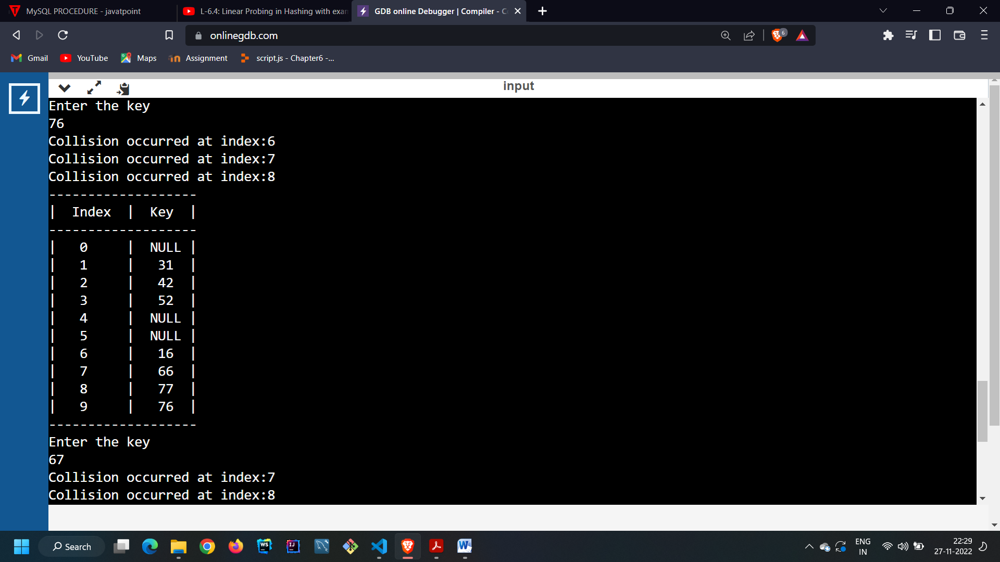 MySQL PROCEDURE - javatpoint
L-6.4: Linear Probing in Hashing with exam
GDB online Debugger | Compiler - C
onlinegdb.com
6
Gmail
YouTube
Maps
Assignment
script.js - Chapter6 -...
input
Enter the key
76
Collision occurred at index:6
Collision occurred at index:7
Collision occurred at index:8
-------------------
|  Index  |  Key  |
-------------------
|   0     |  NULL |
|   1     |   31  |
|   2     |   42  |
|   3     |   52  |
|   4     |  NULL |
|   5     |  NULL |
|   6     |   16  |
|   7     |   66  |
|   8     |   77  |
|   9     |   76  |
-------------------
Enter the key
67
Collision occurred at index:7
Collision occurred at index:8
Search
WS
IJ
W
ENG
IN
22:29
27-11-2022